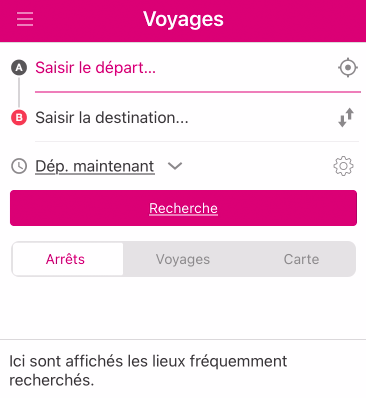 Voyages
A Saisir le départ...
B Saisir la destination...
Dép. maintenant
Recherche
Arrêts Voyages Carte
Ici sont affichés les lieux fréquemment
recherchés.